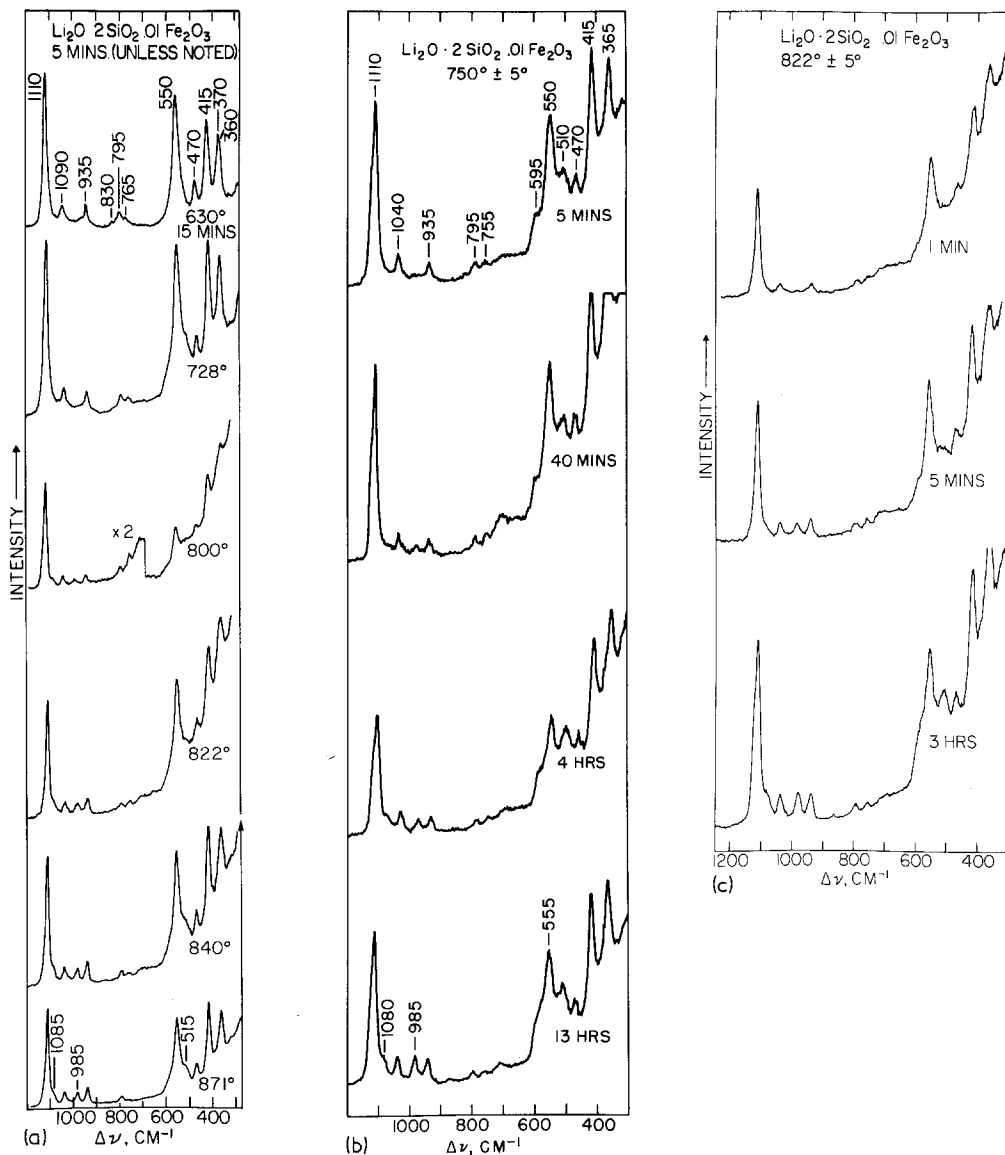 Li2O 2SiO2 .01 Fe2O3
5 MINS. (UNLESS NOTED)
1110
1090
935
830
795
765
550
470
415
370
360
630°
15 MINS
728°
x 2
800°
822°
840°
1085
985
515
871°
INTENSITY →
1000 800 600 400
(a)
Δν, CM⁻¹
Li2O · 2SiO2 .01 Fe2O3
750° ± 5°
1110
1040
935
795
755
595
550
510
470
415
365
5 MINS
40 MINS
4 HRS
1080
985
555
13 HRS
1000 800 600 400
(b)
Δν, CM⁻¹
Li2O · 2SiO2 .01 Fe2O3
822° ± 5°
1 MIN
5 MINS
3 HRS
INTENSITY →
1200 1000 800 600 400
(c)
Δν, CM⁻¹